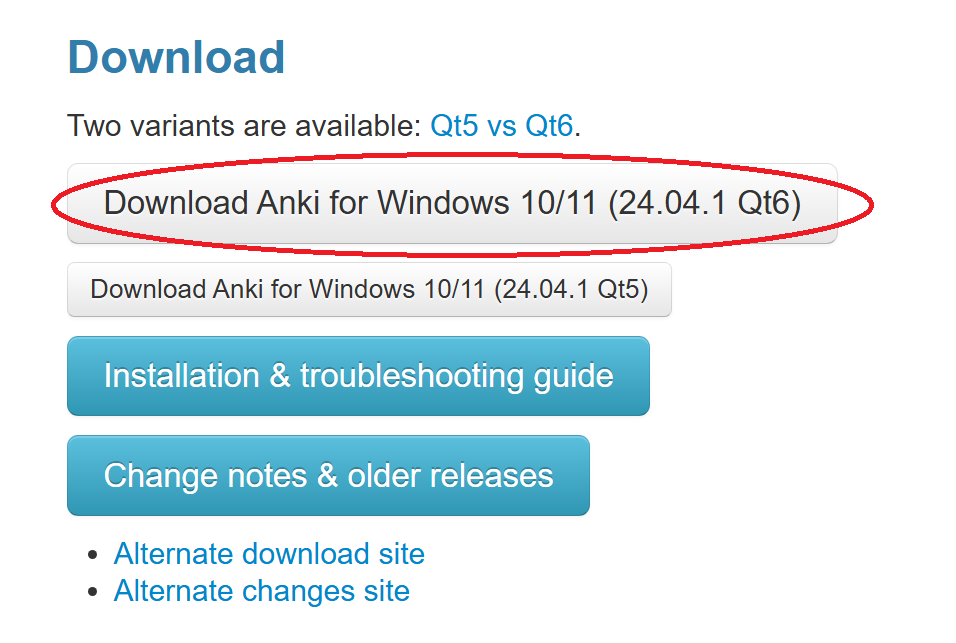 Download
Two variants are available: Qt5 vs Qt6.
Download Anki for Windows 10/11 (24.04.1 Qt6)
Download Anki for Windows 10/11 (24.04.1 Qt5)
Installation & troubleshooting guide
Change notes & older releases
Alternate download site
Alternate changes site